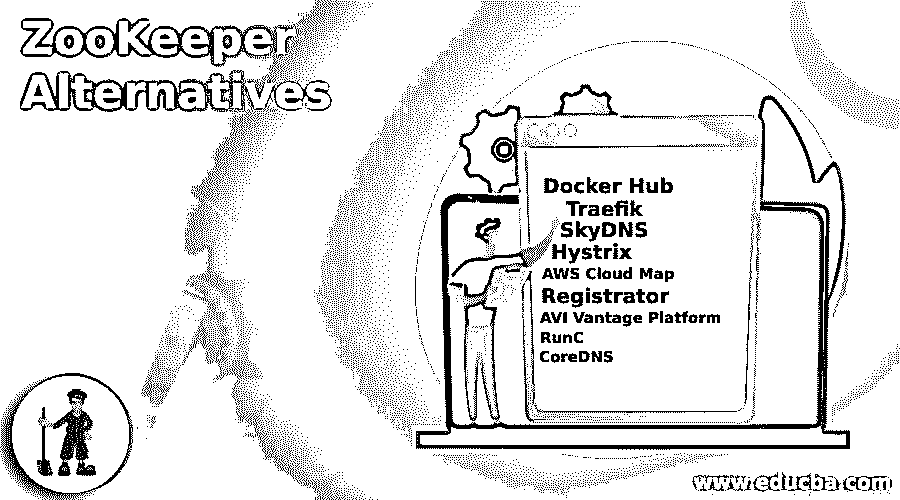 ZooKeeper
Alternatives
Docker Hub
Traefik
SkyDNS
Hystrix
AWS Cloud Map
Registrator
AVI Vantage Platform
RunC
CoreDNS
www.educba.com